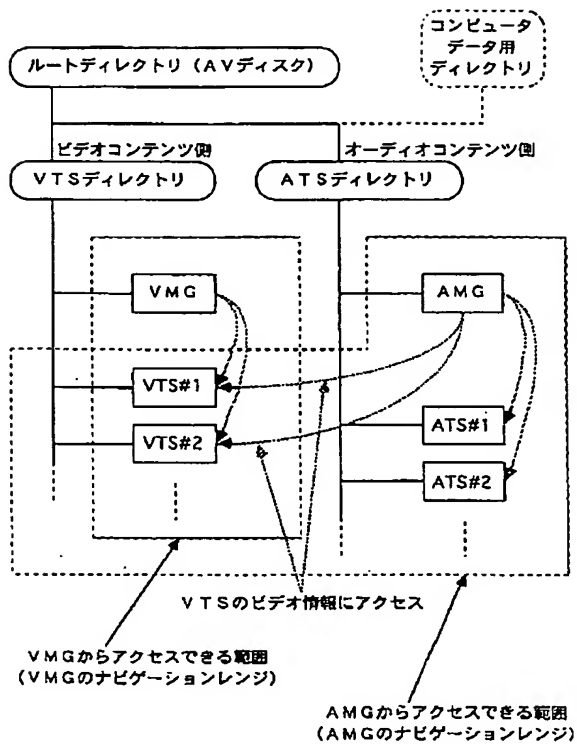 コンピュータ
データ用
ディレクトリ
ルートディレクトリ（ＡＶディスク）
ビデオコンテンツ側
オーディオコンテンツ側
ＶＴＳディレクトリ
ＡＴＳディレクトリ
VMG
AMG
VTS#1
VTS#2
ATS#1
ATS#2
ＶＴＳのビデオ情報にアクセス
ＶＭＧからアクセスできる範囲
（ＶＭＧのナビゲーションレンジ）
ＡＭＧからアクセスできる範囲
（ＡＭＧのナビゲーションレンジ）